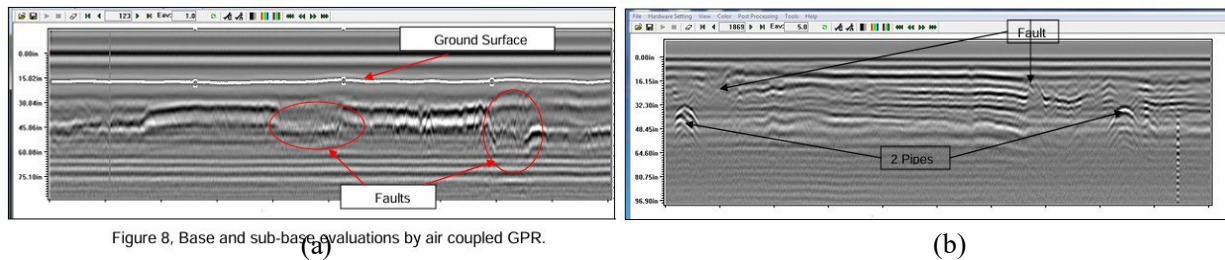 123 Eav: 1.0
Ground Surface
0.00in
15.02in
30.04in
45.06in
60.08in
75.10in
Faults
Figure 8, Base and sub-base evaluations by air coupled GPR.
(a)
File Hardware Setting View Color Post Processing Tools Help
1869 Eav: 5.0
Fault
0.00in
16.15in
32.30in
48.45in
64.60in
80.75in
96.90in
2 Pipes
(b)